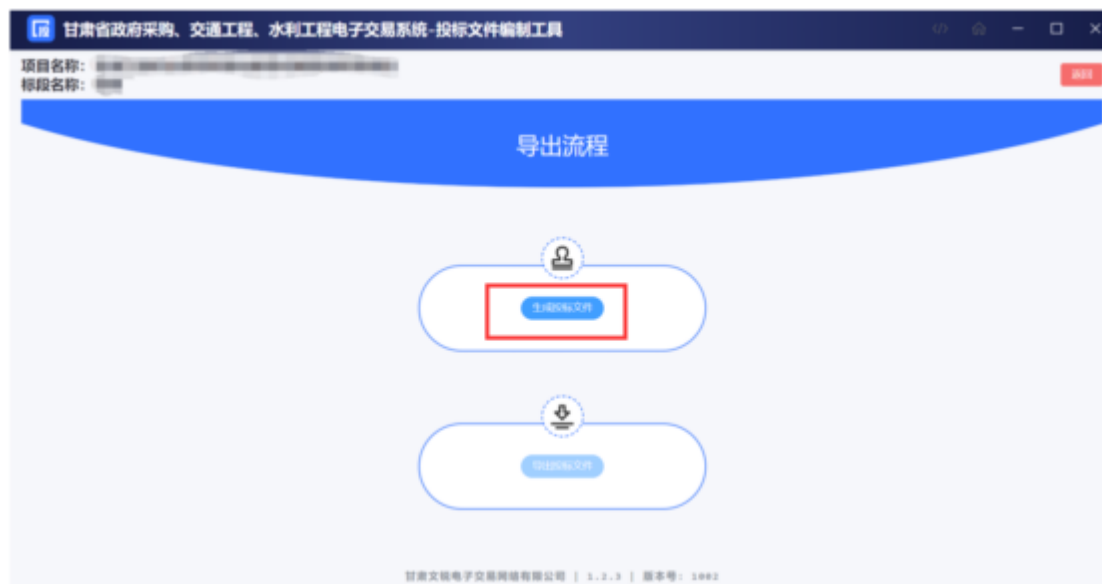 投 甘肃省政府采购、交通工程、水利工程电子交易系统-投标文件编制工具
项目名称：
标段名称：
返回
导出流程
生成投标文件
导出投标文件
甘肃文锐电子交易网络有限公司 | 1.2.3 | 版本号: 1002